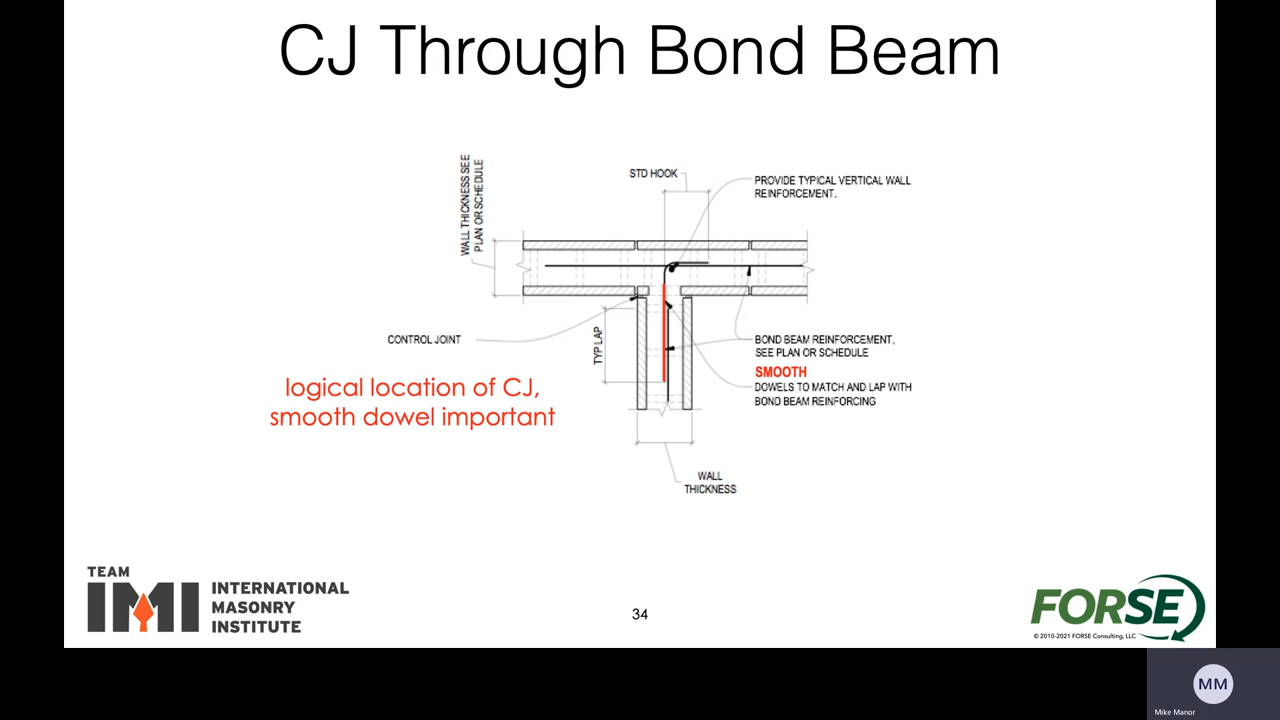 CJ Through Bond Beam
WALL THICKNESS SEE
PLAN OR SCHEDULE
STD HOOK
PROVIDE TYPICAL VERTICAL WALL
REINFORCEMENT.
CONTROL JOINT
TYP LAP
BOND BEAM REINFORCEMENT,
SEE PLAN OR SCHEDULE
SMOOTH
DOWELS TO MATCH AND LAP WITH
BOND BEAM REINFORCING
logical location of CJ,
smooth dowel important
WALL
THICKNESS
TEAM
IMI
INTERNATIONAL
MASONRY
INSTITUTE
34
FORSE
© 2010-2021 FORSE Consulting, LLC
MM
Mike Manor